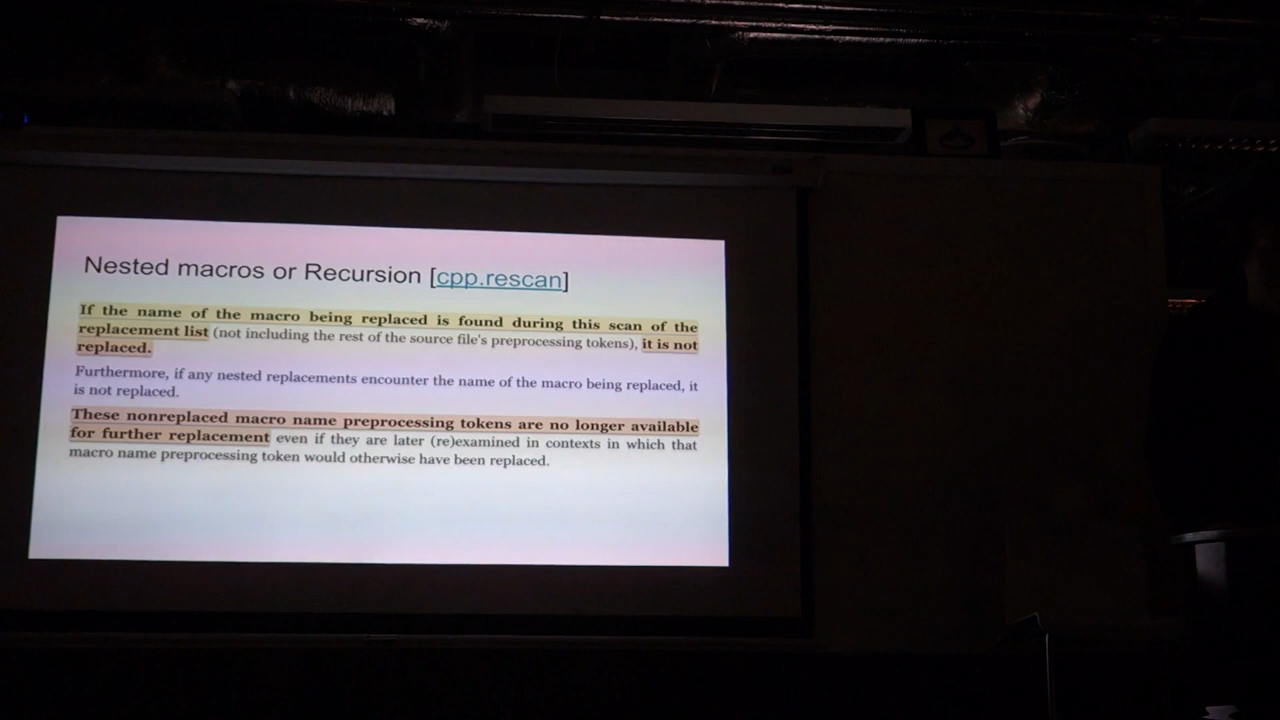 Nested macros or Recursion [cpp.rescan]
If the name of the macro being replaced is found during this scan of the
replacement list (not including the rest of the source file's preprocessing tokens), it is not
replaced.
Furthermore, if any nested replacements encounter the name of the macro being replaced, it
is not replaced.
These nonreplaced macro name preprocessing tokens are no longer available
for further replacement even if they are later (re)examined in contexts in which that
macro name preprocessing token would otherwise have been replaced.